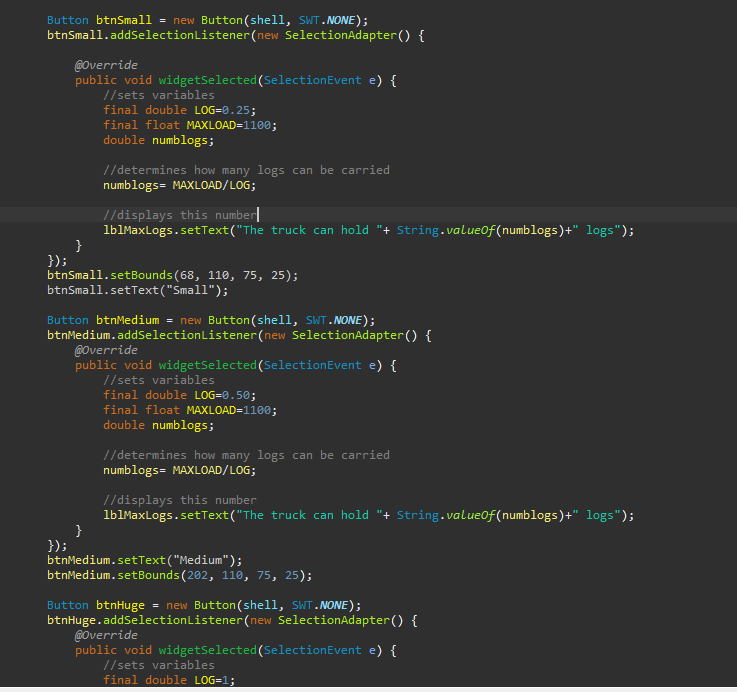 Button btnSmall = new Button(shell, SWT.NONE);
btnSmall.addSelectionListener(new SelectionAdapter() {
@Override
public void widgetSelected(SelectionEvent e) {
//sets variables
final double LOG=0.25;
final float MAXLOAD=1100;
double numblogs;
//determines how many logs can be carried
numblogs= MAXLOAD/LOG;
//displays this number
lblMaxLogs.setText("The truck can hold "+ String.valueOf(numblogs)+" logs");
}
});
btnSmall.setBounds(68, 110, 75, 25);
btnSmall.setText("Small");
Button btnMedium = new Button(shell, SWT.NONE);
btnMedium.addSelectionListener(new SelectionAdapter() {
@Override
public void widgetSelected(SelectionEvent e) {
//sets variables
final double LOG=0.50;
final float MAXLOAD=1100;
double numblogs;
//determines how many logs can be carried
numblogs= MAXLOAD/LOG;
//displays this number
lblMaxLogs.setText("The truck can hold "+ String.valueOf(numblogs)+" logs");
}
});
btnMedium.setText("Medium");
btnMedium.setBounds(202, 110, 75, 25);
Button btnHuge = new Button(shell, SWT.NONE);
btnHuge.addSelectionListener(new SelectionAdapter() {
@Override
public void widgetSelected(SelectionEvent e) {
//sets variables
final double LOG=1;